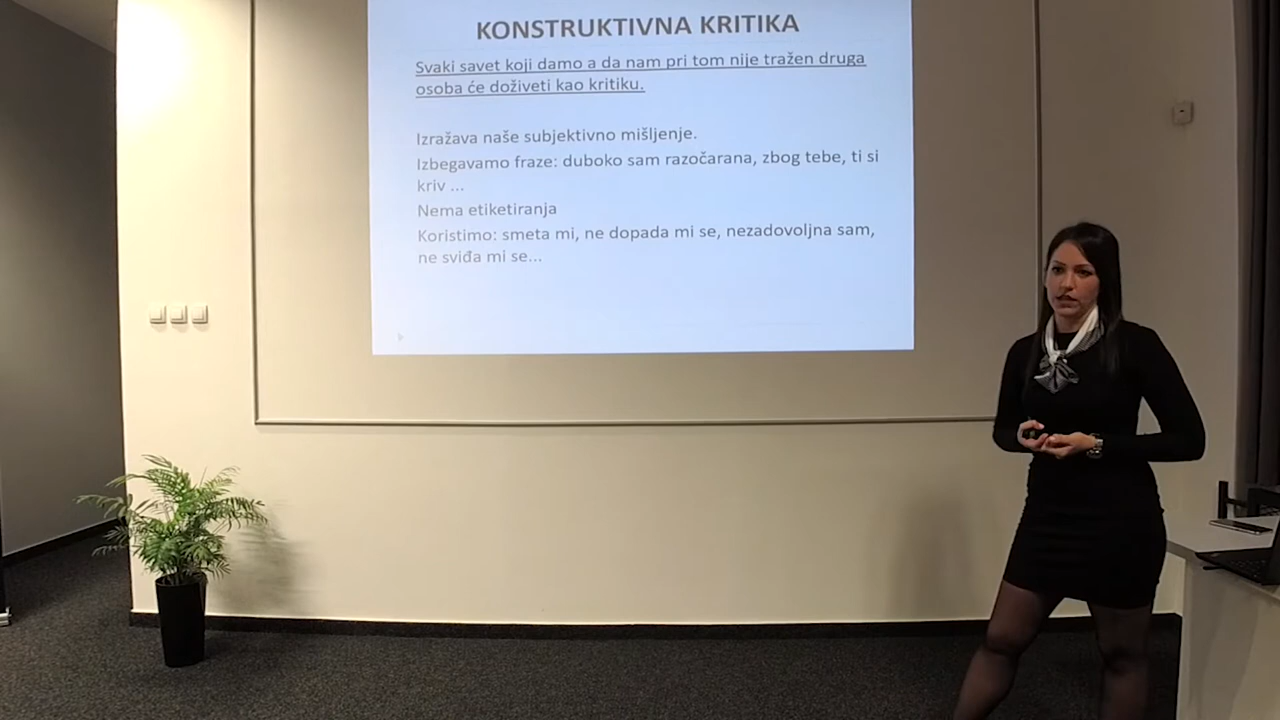 KONSTRUKTIVNA KRITIKA
Svaki savet koji damo a da nam pri tom nije tražen druga
osoba će doživeti kao kritiku.
Izražava naše subjektivno mišljenje.
Izbegavamo fraze: duboko sam razočarana, zbog tebe, ti si
kriv ...
Nema etiketiranja
Koristimo: smeta mi, ne dopada mi se, nezadovoljna sam,
ne sviđa mi se...